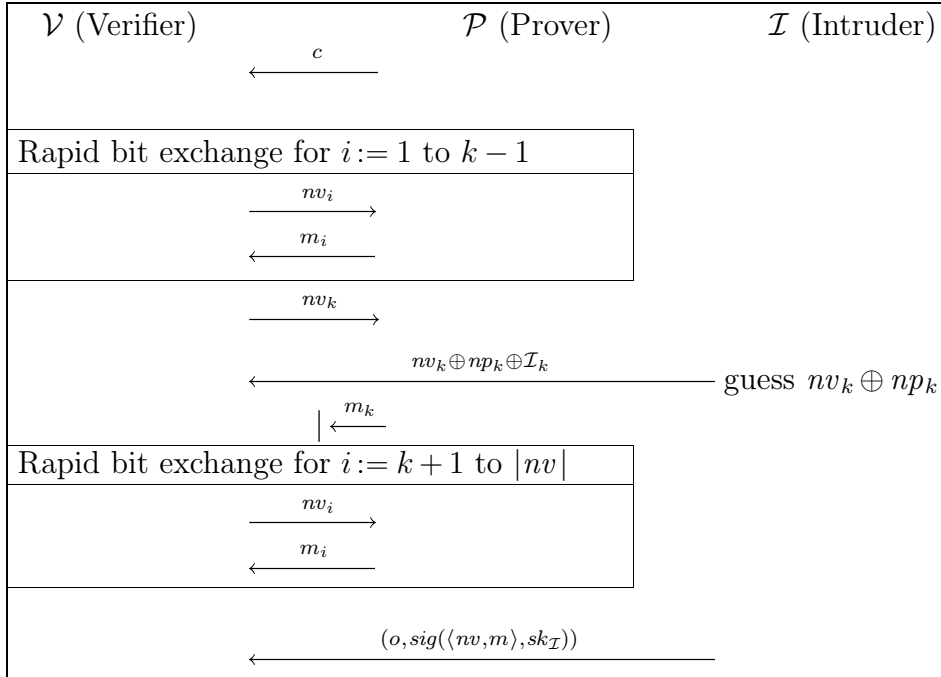 𝒱 (Verifier) 𝒫 (Prover) ℐ (Intruder)
c
Rapid bit exchange for i := 1 to k − 1
nv_i
m_i
nv_k
nv_k ⊕ np_k ⊕ ℐ_k
guess nv_k ⊕ np_k
m_k
Rapid bit exchange for i := k + 1 to |nv|
nv_i
m_i
(o, sig(⟨nv, m⟩, sk_ℐ))